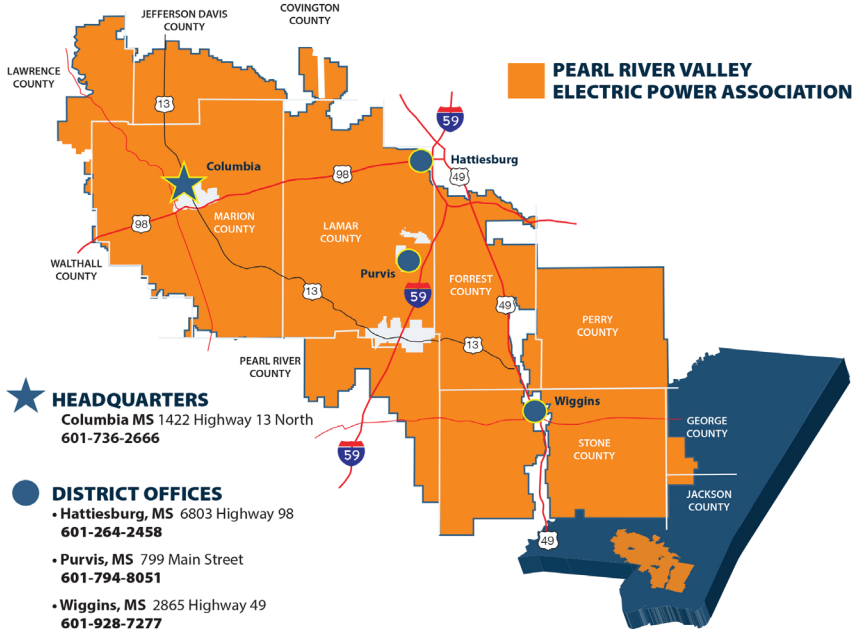 JEFFERSON DAVIS
COUNTY
COVINGTON
COUNTY
LAWRENCE
COUNTY
PEARL RIVER VALLEY
ELECTRIC POWER ASSOCIATION
13
59
Columbia
98
Hattiesburg
49
MARION
COUNTY
98
LAMAR
COUNTY
WALTHALL
COUNTY
Purvis
59
FORREST
COUNTY
13
49
PERRY
COUNTY
13
PEARL RIVER
COUNTY
Wiggins
GEORGE
COUNTY
59
STONE
COUNTY
JACKSON
COUNTY
49
HEADQUARTERS
Columbia MS 1422 Highway 13 North
601-736-2666
DISTRICT OFFICES
• Hattiesburg, MS 6803 Highway 98
601-264-2458
• Purvis, MS 799 Main Street
601-794-8051
• Wiggins, MS 2865 Highway 49
601-928-7277